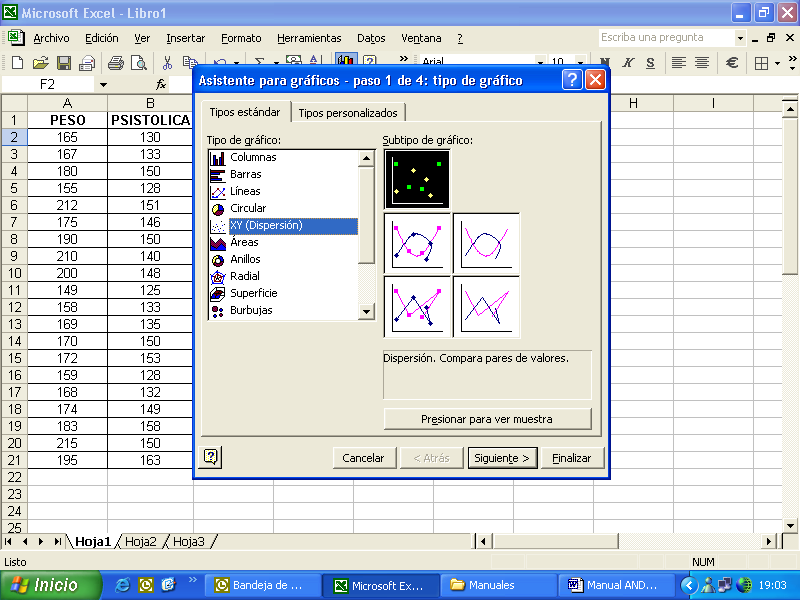 Microsoft Excel - Libro1
Archivo Edición Ver Insertar Formato Herramientas Datos Ventana ?
Escriba una pregunta
Arial 10 N K S €
F2 fx
Asistente para gráficos - paso 1 de 4: tipo de gráfico
Tipos estándar Tipos personalizados
Tipo de gráfico:
Columnas
Barras
Líneas
Circular
XY (Dispersión)
Áreas
Anillos
Radial
Superficie
Burbujas
Subtipo de gráfico:
Dispersión. Compara pares de valores.
Presionar para ver muestra
Cancelar < Atrás Siguiente > Finalizar
A B H I
1 PESO PSISTOLICA
2 165 130
3 167 133
4 180 150
5 155 128
6 212 151
7 175 146
8 190 150
9 210 140
10 200 148
11 149 125
12 158 133
13 169 135
14 170 150
15 172 153
16 159 128
17 168 132
18 174 149
19 183 158
20 215 150
21 195 163
22
23
24
25
Hoja1 Hoja2 Hoja3
Listo NUM
Inicio Bandeja de ... Microsoft Ex... Manuales Manual AND... 19:03